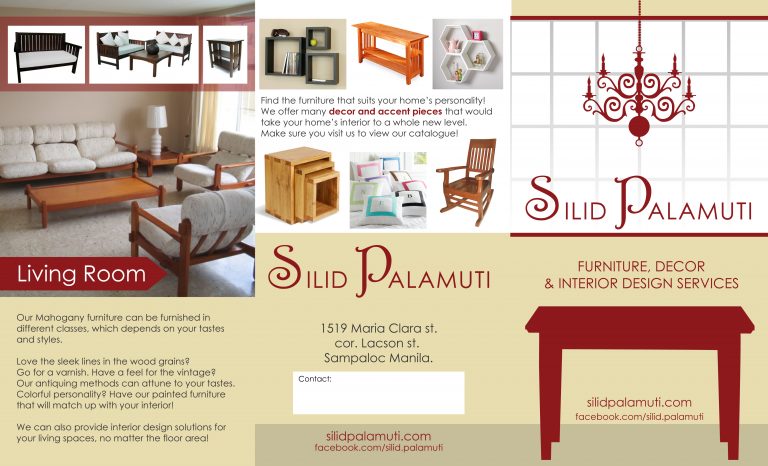 Living Room
Our Mahogany furniture can be furnished in
different classes, which depends on your tastes
and styles.
Love the sleek lines in the wood grains?
Go for a varnish. Have a feel for the vintage?
Our antiquing methods can attune to your tastes.
Colorful personality? Have our painted furniture
that will match up with your interior!
We can also provide interior design solutions for
your living spaces, no matter the floor area!
Find the furniture that suits your home's personality!
We offer many decor and accent pieces that would
take your home's interior to a whole new level.
Make sure you visit us to view our catalogue!
B
SILID PALAMUTI
1519 Maria Clara st.
cor. Lacson st.
Sampaloc Manila.
Contact:
silidpalamuti.com
facebook.com/silid.palamuti
SILID PALAMUTI
FURNITURE, DECOR
& INTERIOR DESIGN SERVICES
silidpalamuti.com
facebook.com/silid.palamuti